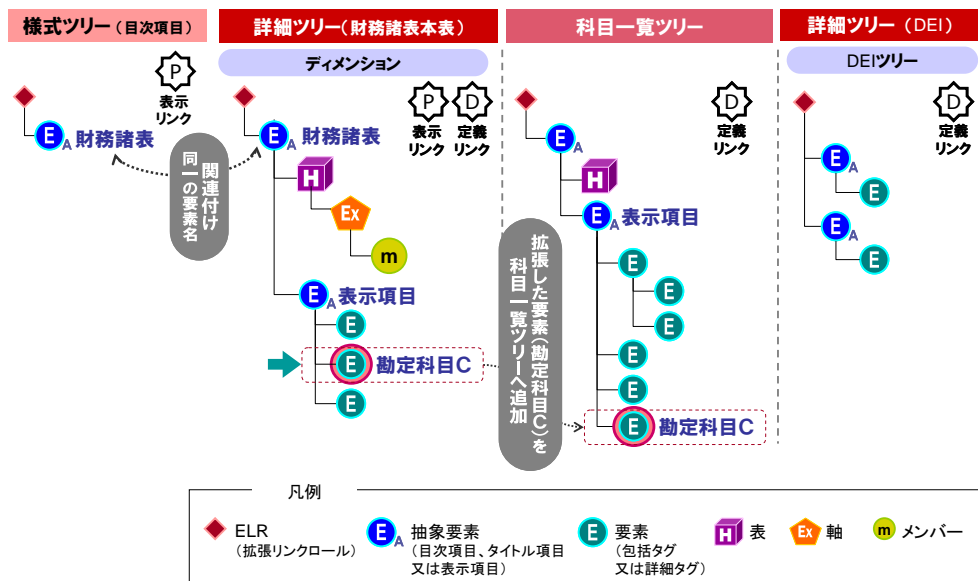 様式ツリー(目次項目)
P
表示
リンク
E
A
財務諸表
関連付け
同一の要素名
詳細ツリー(財務諸表本表)
ディメンション
P
表示
リンク
D
定義
リンク
E
A
財務諸表
H
Ex
m
E
A
表示項目
E
E
勘定科目C
E
科目一覧ツリー
D
定義
リンク
E
A
H
E
A
表示項目
E
E
E
E
E
E
勘定科目C
拡張した要素(勘定科目C)を
科目一覧ツリーへ追加
詳細ツリー(DEI)
DEIツリー
D
定義
リンク
E
A
E
E
A
E
凡例
ELR
(拡張リンクロール)
E
A
抽象要素
(目次項目、タイトル項目
又は表示項目)
E
要素
(包括タグ
又は詳細タグ)
H
表
Ex
軸
m
メンバー